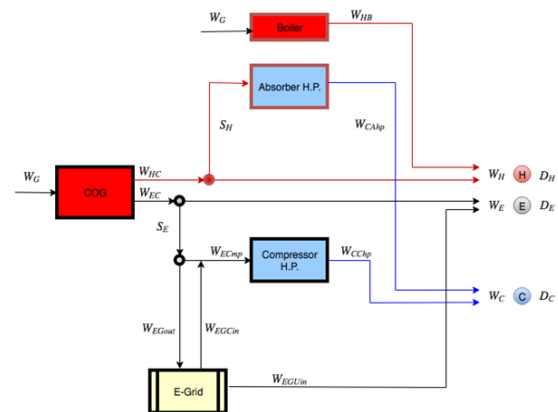 W_G
Boiler
W_HB
Absorber H.P.
S_H
W_CAhp
W_G
COG
W_HC
W_EC
W_H H D_H
W_E E D_E
S_E
W_ECmp
Compressor
H.P.
W_CChp
W_C C D_C
W_EGout
W_EGCin
E-Grid
W_EGUin